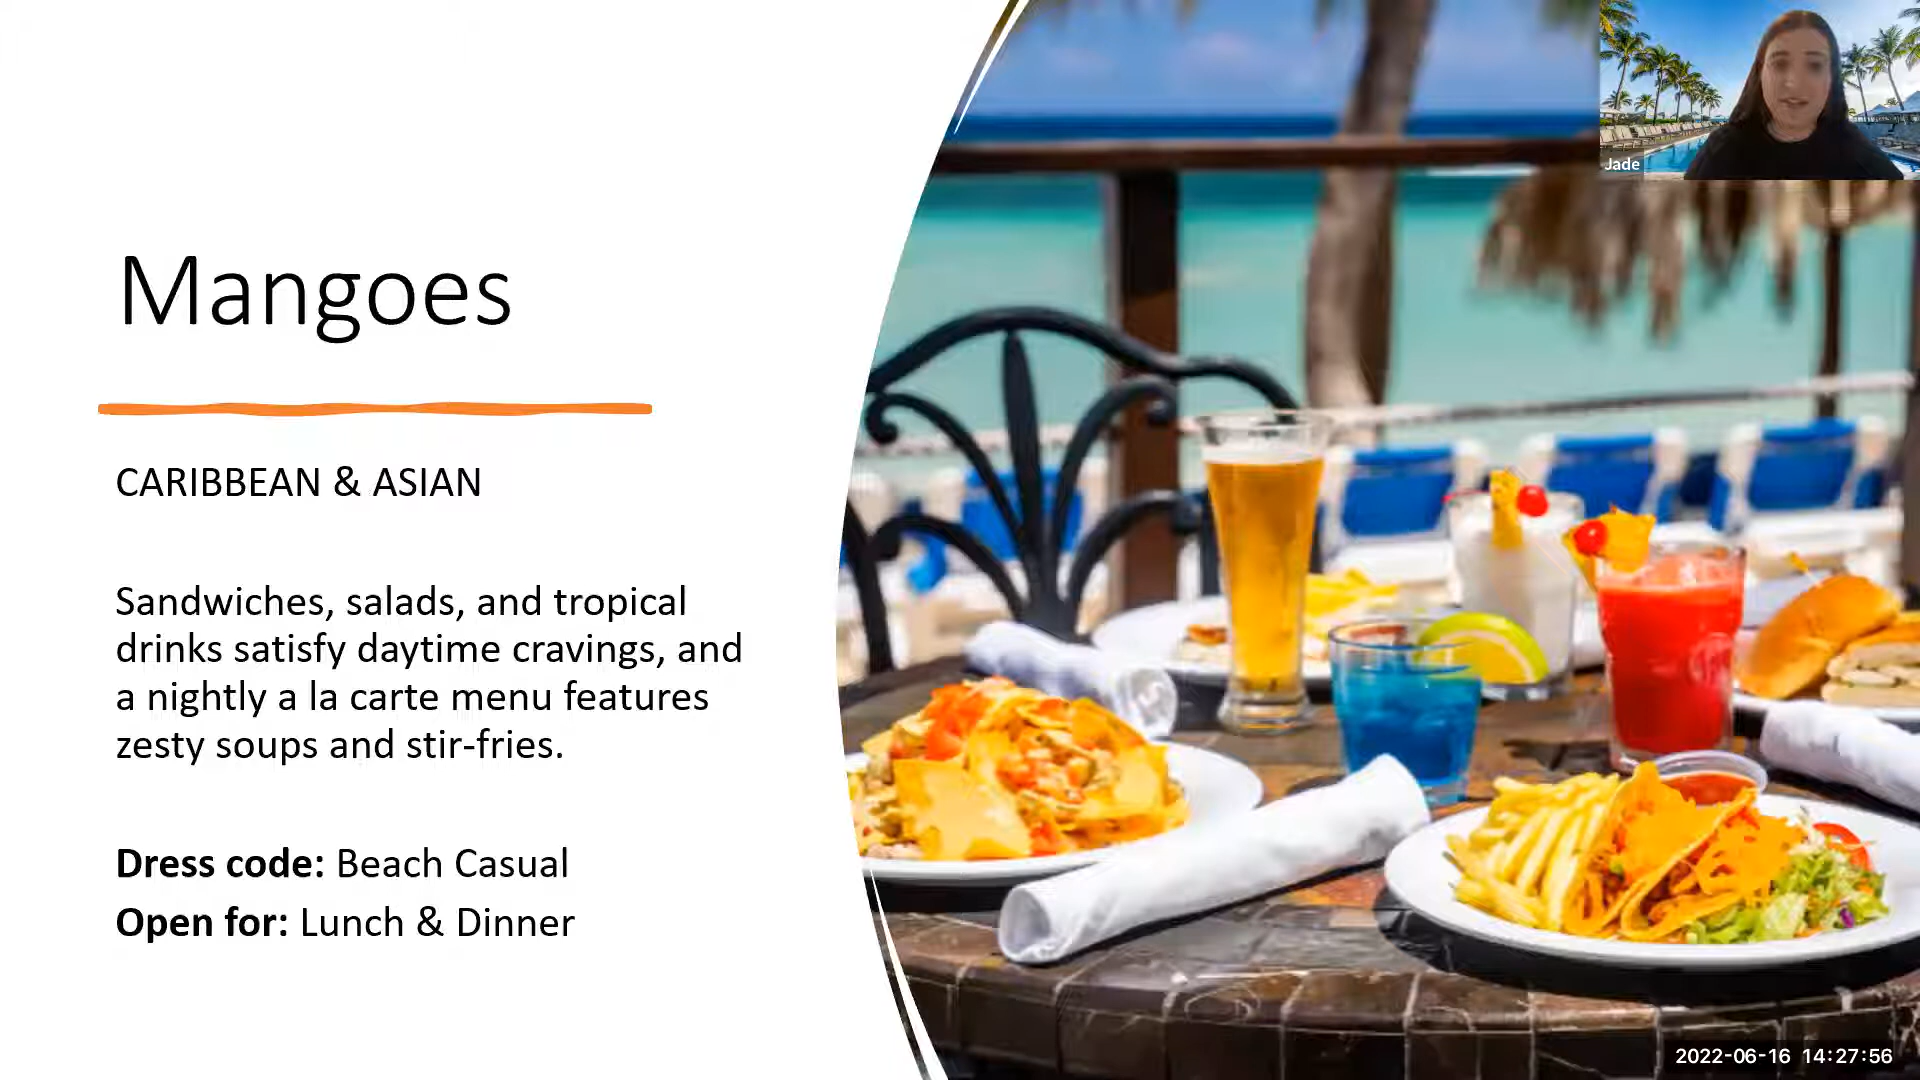 Mangoes
CARIBBEAN & ASIAN
Sandwiches, salads, and tropical
drinks satisfy daytime cravings, and
a nightly a la carte menu features
zesty soups and stir-fries.
Dress code: Beach Casual
Open for: Lunch & Dinner
Jade
2022-06-16 14:27:56